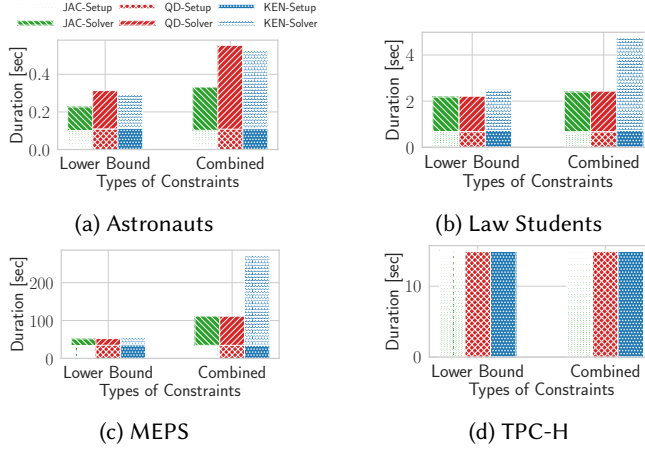 JAC-Setup QD-Setup KEN-Setup
JAC-Solver QD-Solver KEN-Solver
Duration [sec]
0.4
0.2
0.0
Lower Bound Combined
Types of Constraints
(a) Astronauts
Duration [sec]
4
2
0
Lower Bound Combined
Types of Constraints
(b) Law Students
Duration [sec]
200
100
0
Lower Bound Combined
Types of Constraints
(c) MEPS
Duration [sec]
10
0
Lower Bound Combined
Types of Constraints
(d) TPC-H